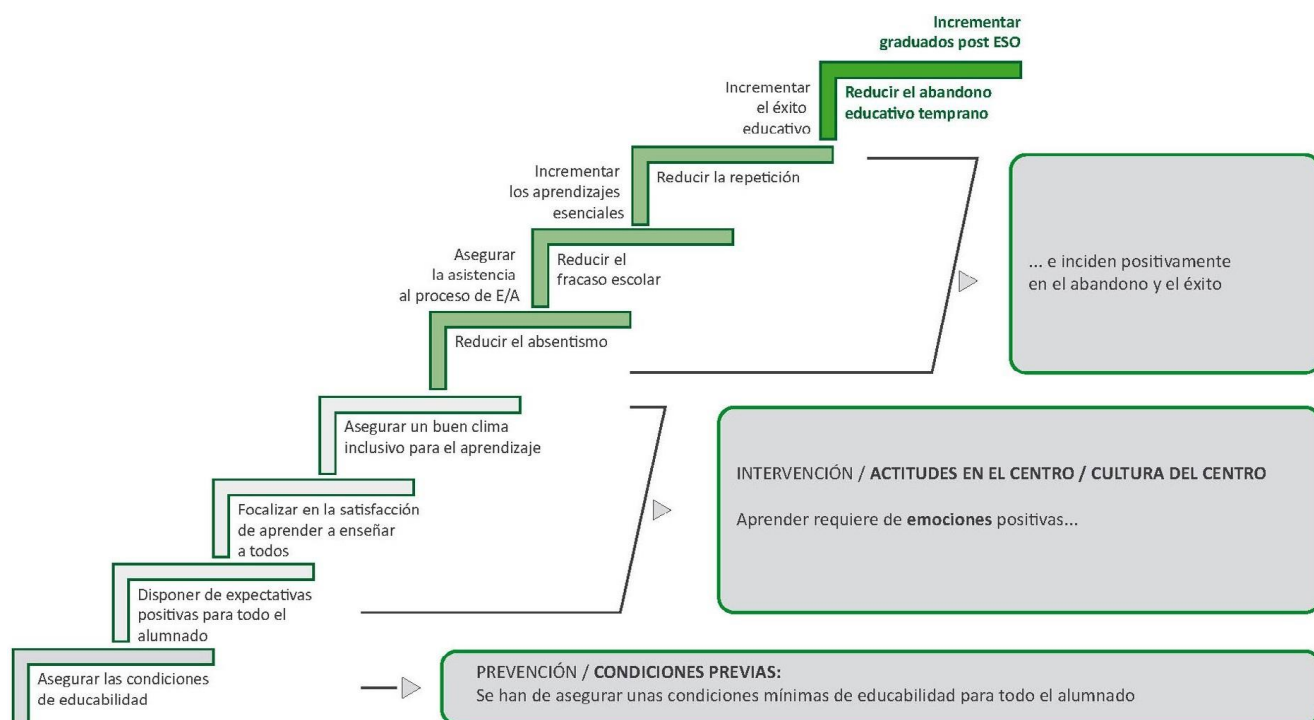 Incrementar
graduados post ESO
Reducir el abandono
educativo temprano
Incrementar
el éxito
educativo
Reducir la repetición
Incrementar
los aprendizajes
esenciales
Reducir el
fracaso escolar
Asegurar
la asistencia
al proceso de E/A
Reducir el absentismo
... e inciden positivamente
en el abandono y el éxito
Asegurar un buen clima
inclusivo para el aprendizaje
Focalizar en la satisfacción
de aprender a enseñar
a todos
Disponer de expectativas
positivas para todo el
alumnado
INTERVENCIÓN / ACTITUDES EN EL CENTRO / CULTURA DEL CENTRO
Aprender requiere de emociones positivas...
Asegurar las condiciones
de educabilidad
PREVENCIÓN / CONDICIONES PREVIAS:
Se han de asegurar unas condiciones mínimas de educabilidad para todo el alumnado